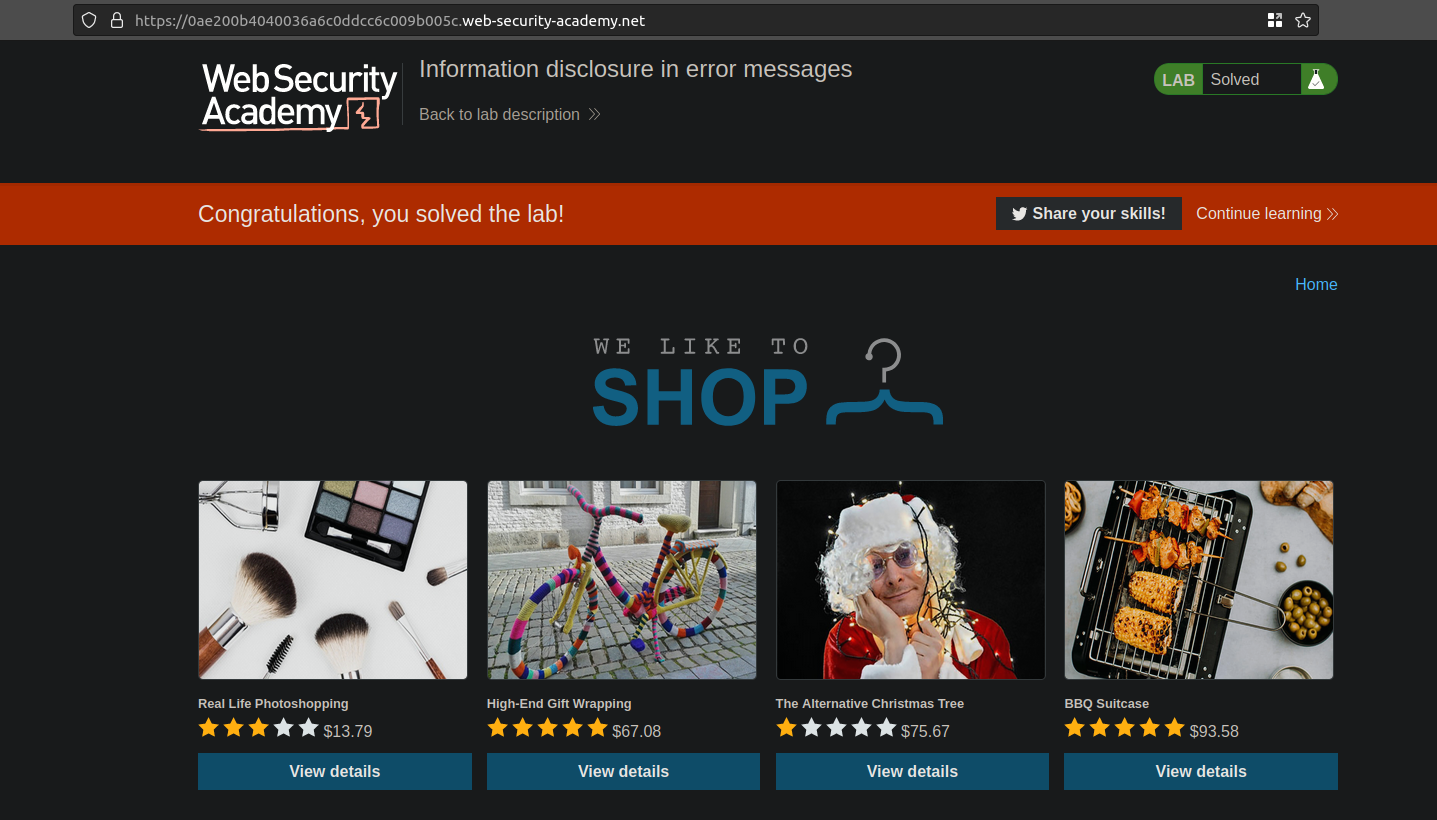 https://0ae200b4040036a6c0ddcc6c009b005c.web-security-academy.net
Web Security
Academy
Information disclosure in error messages
Back to lab description
LAB Solved
Congratulations, you solved the lab!
Share your skills!
Continue learning
Home
WE LIKE TO
SHOP
Real Life Photoshopping
$13.79
View details
High-End Gift Wrapping
$67.08
View details
The Alternative Christmas Tree
$75.67
View details
BBQ Suitcase
$93.58
View details